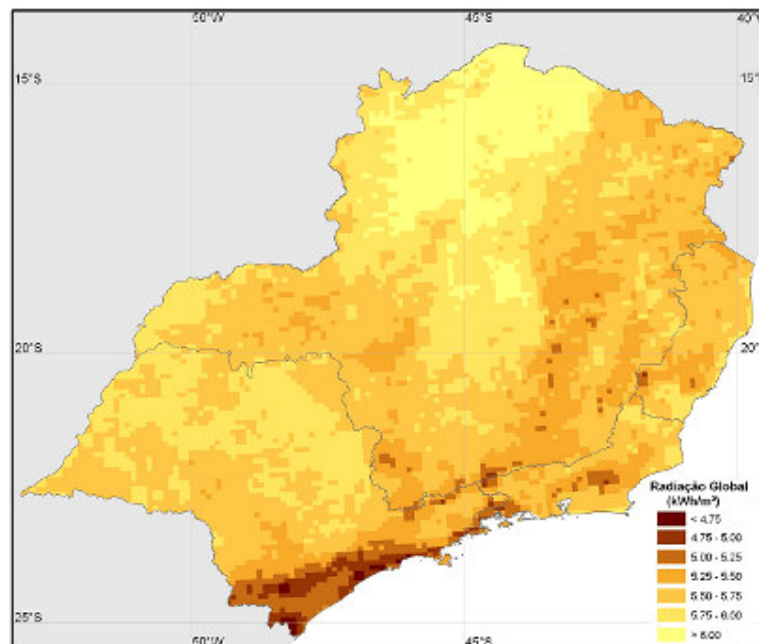 50°W 45°S 40°W
15°S 15°
20°S 20°
Radiação Global
(kWh/m²)
< 4.75
4.75 - 5.00
5.00 - 5.25
5.25 - 5.50
5.50 - 5.75
5.75 - 6.00
> 6.00
25°S
50°W 45°S